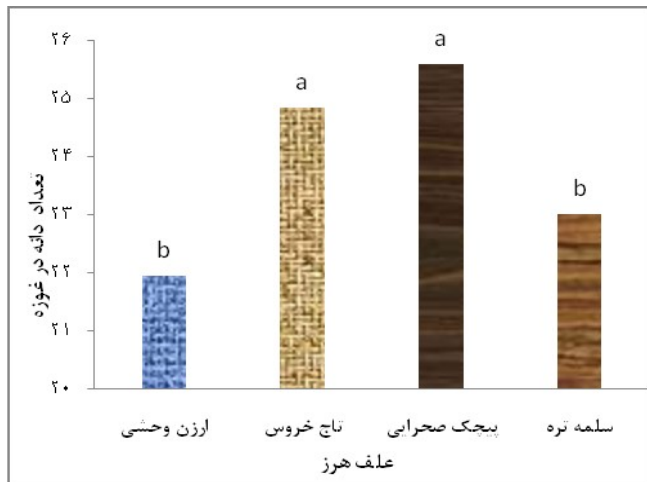 ۲۶
۲۵
۲۴
۲۳
۲۲
۲۱
۲۰
تعداد دانه در غوزه
b
a
a
b
ارزن وحشی
تاج خروس
پیچک صحرایی
سلمه تره
علف هرز